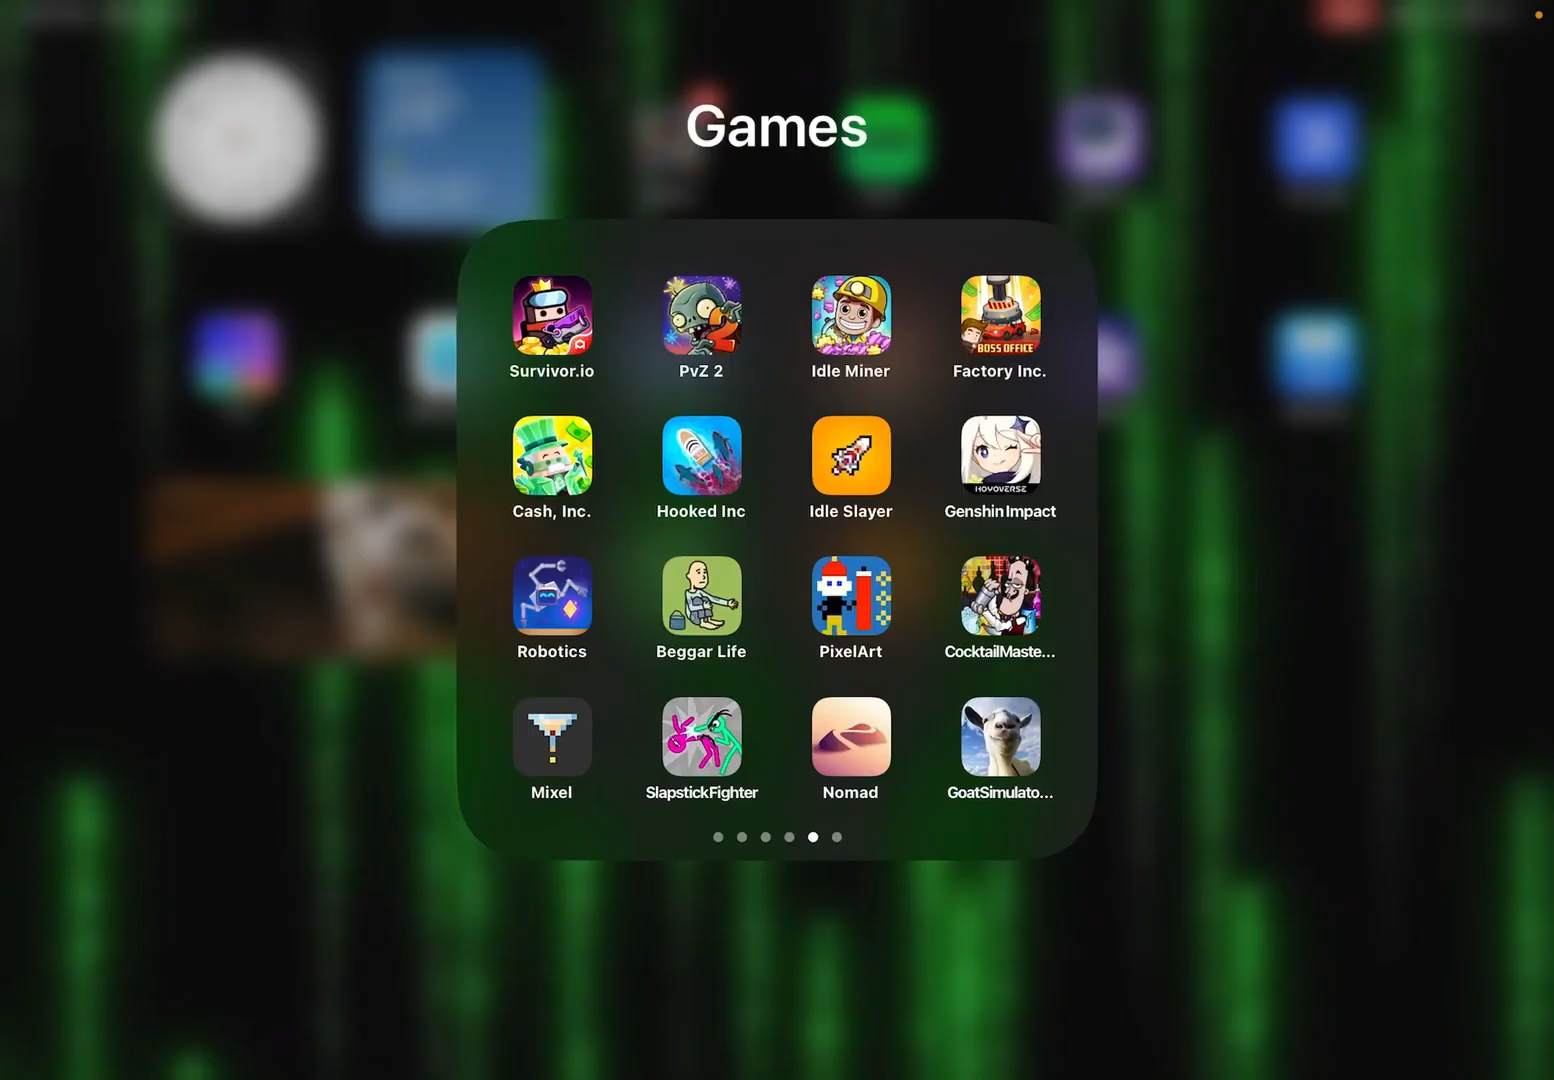 Games
Survivor.io
PvZ 2
Idle Miner
BOSS OFFICE
Factory Inc.
Cash, Inc.
Hooked Inc
Idle Slayer
HOYOVERSE
Genshin Impact
Robotics
Beggar Life
PixelArt
CocktailMaste...
Mixel
SlapstickFighter
Nomad
GoatSimulato...